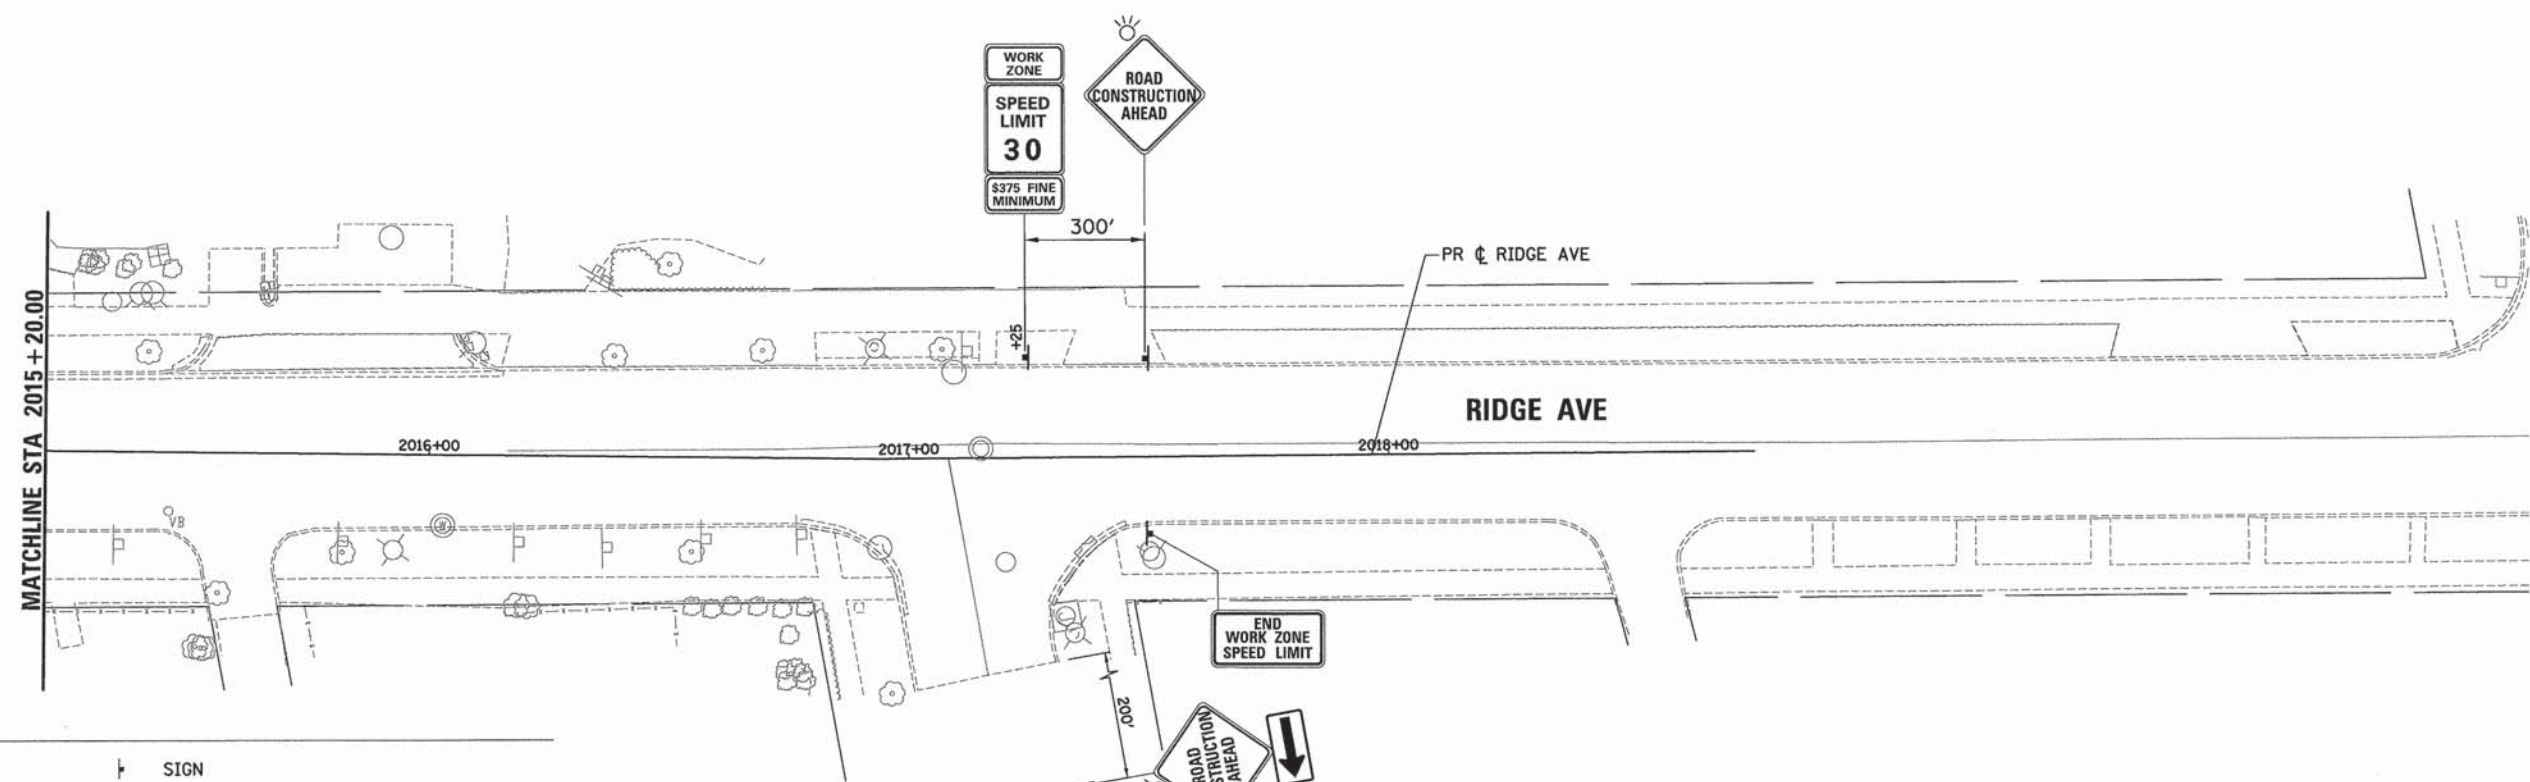 WORK
ZONE
SPEED
LIMIT
30
$375 FINE
MINIMUM
ROAD
CONSTRUCTION
AHEAD
300'
PR ℄ RIDGE AVE
+25
MATCHLINE STA 2015 + 20.00
RIDGE AVE
2016+00
2017+00
2018+00
VB
W
END
WORK ZONE
SPEED LIMIT
200'
ROAD
STRUCTION
AHEAD
SIGN